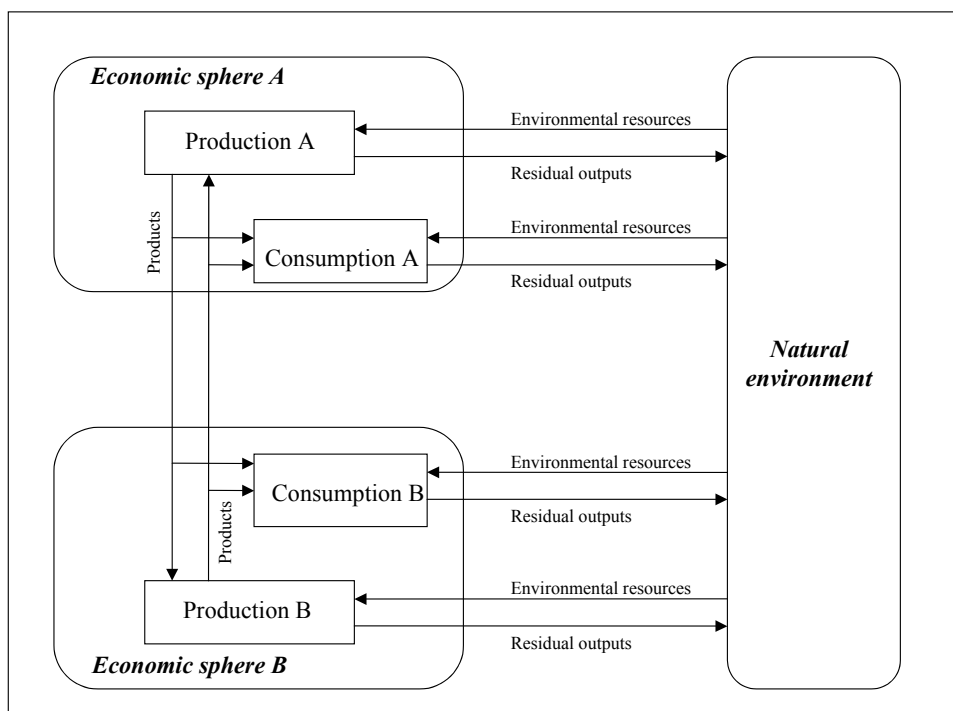 Economic sphere A
Production A
Environmental resources
Residual outputs
Products
Consumption A
Environmental resources
Residual outputs
Natural
environment
Consumption B
Environmental resources
Residual outputs
Products
Production B
Environmental resources
Residual outputs
Economic sphere B